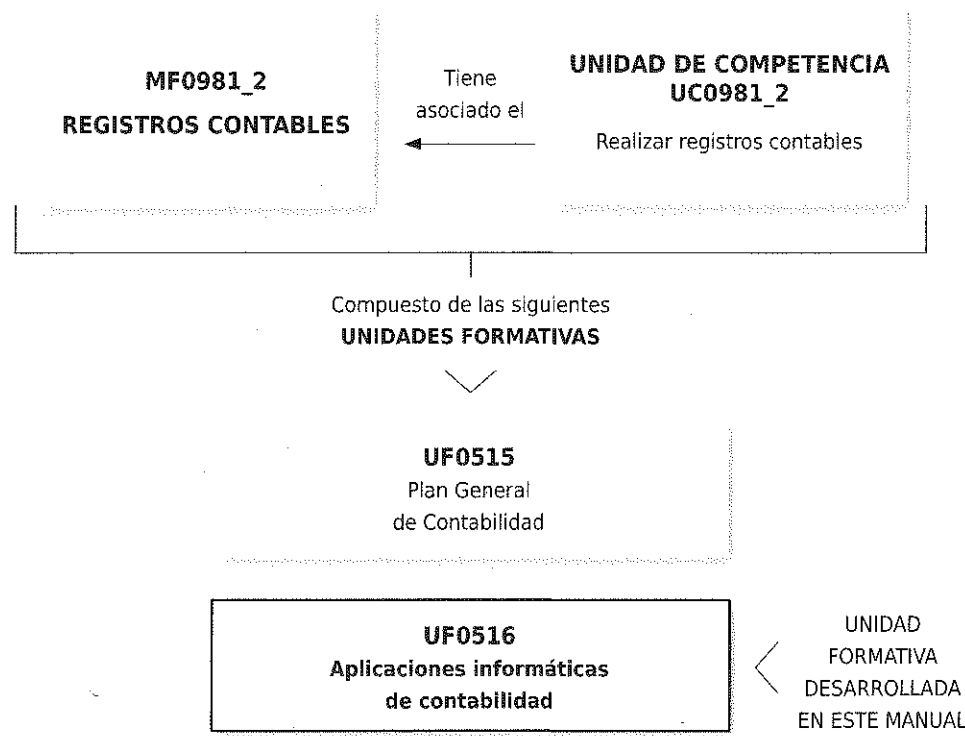 MF0981_2
REGISTROS CONTABLES
Tiene
asociado el
UNIDAD DE COMPETENCIA
UC0981_2
Realizar registros contables
Compuesto de las siguientes
UNIDADES FORMATIVAS
UF0515
Plan General
de Contabilidad
UF0516
Aplicaciones informáticas
de contabilidad
UNIDAD
FORMATIVA
DESARROLLADA
EN ESTE MANUAL